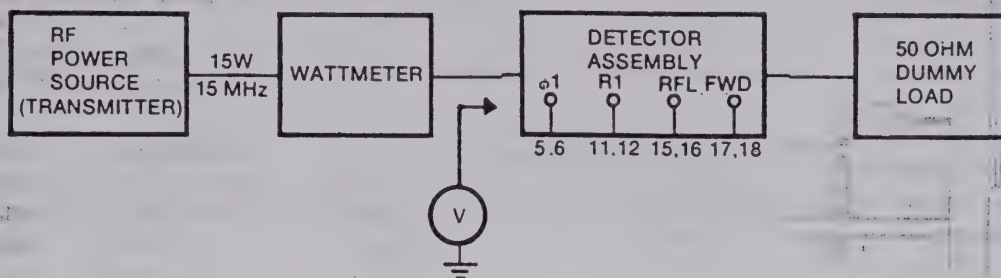 RF
POWER
SOURCE
(TRANSMITTER)
15W
15 MHz
WATTMETER
DETECTOR
ASSEMBLY
ɢ1 R1 RFL FWD
5.6 11,12 15,16 17,18
50 OHM
DUMMY
LOAD
V